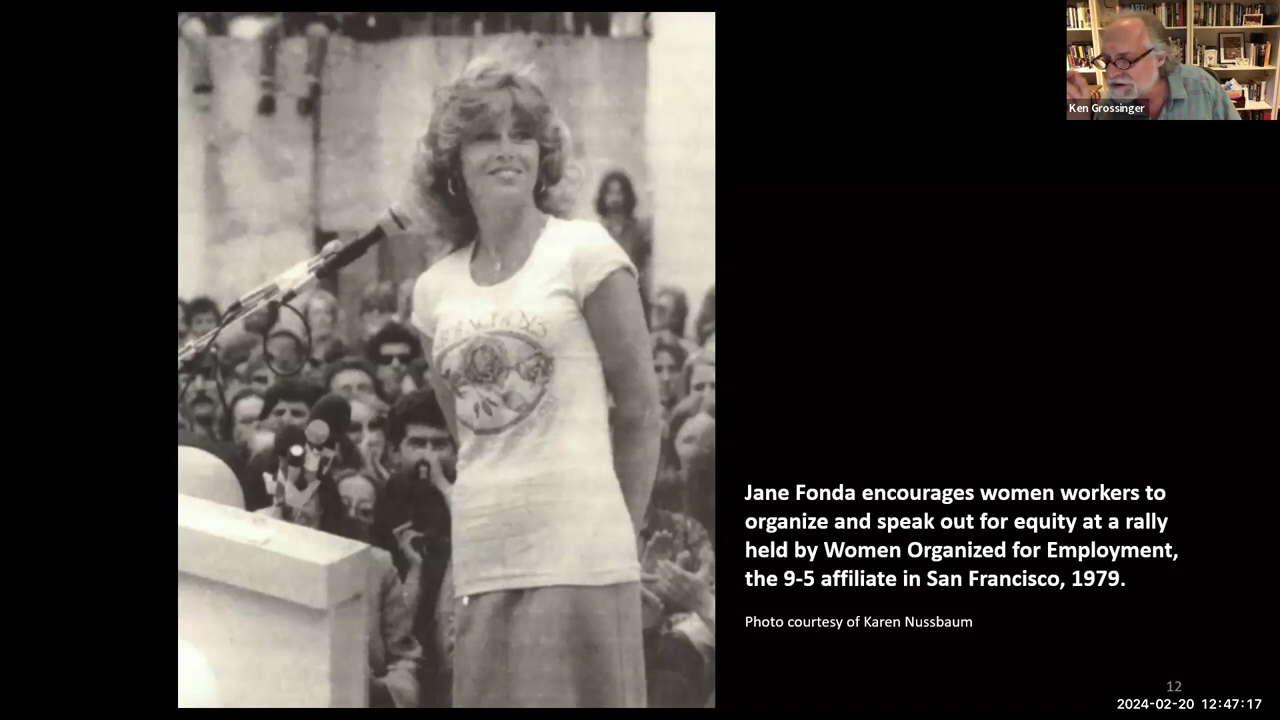 Ken Grossinger
Jane Fonda encourages women workers to
organize and speak out for equity at a rally
held by Women Organized for Employment,
the 9-5 affiliate in San Francisco, 1979.
Photo courtesy of Karen Nussbaum
12
2024-02-20 12:47:17